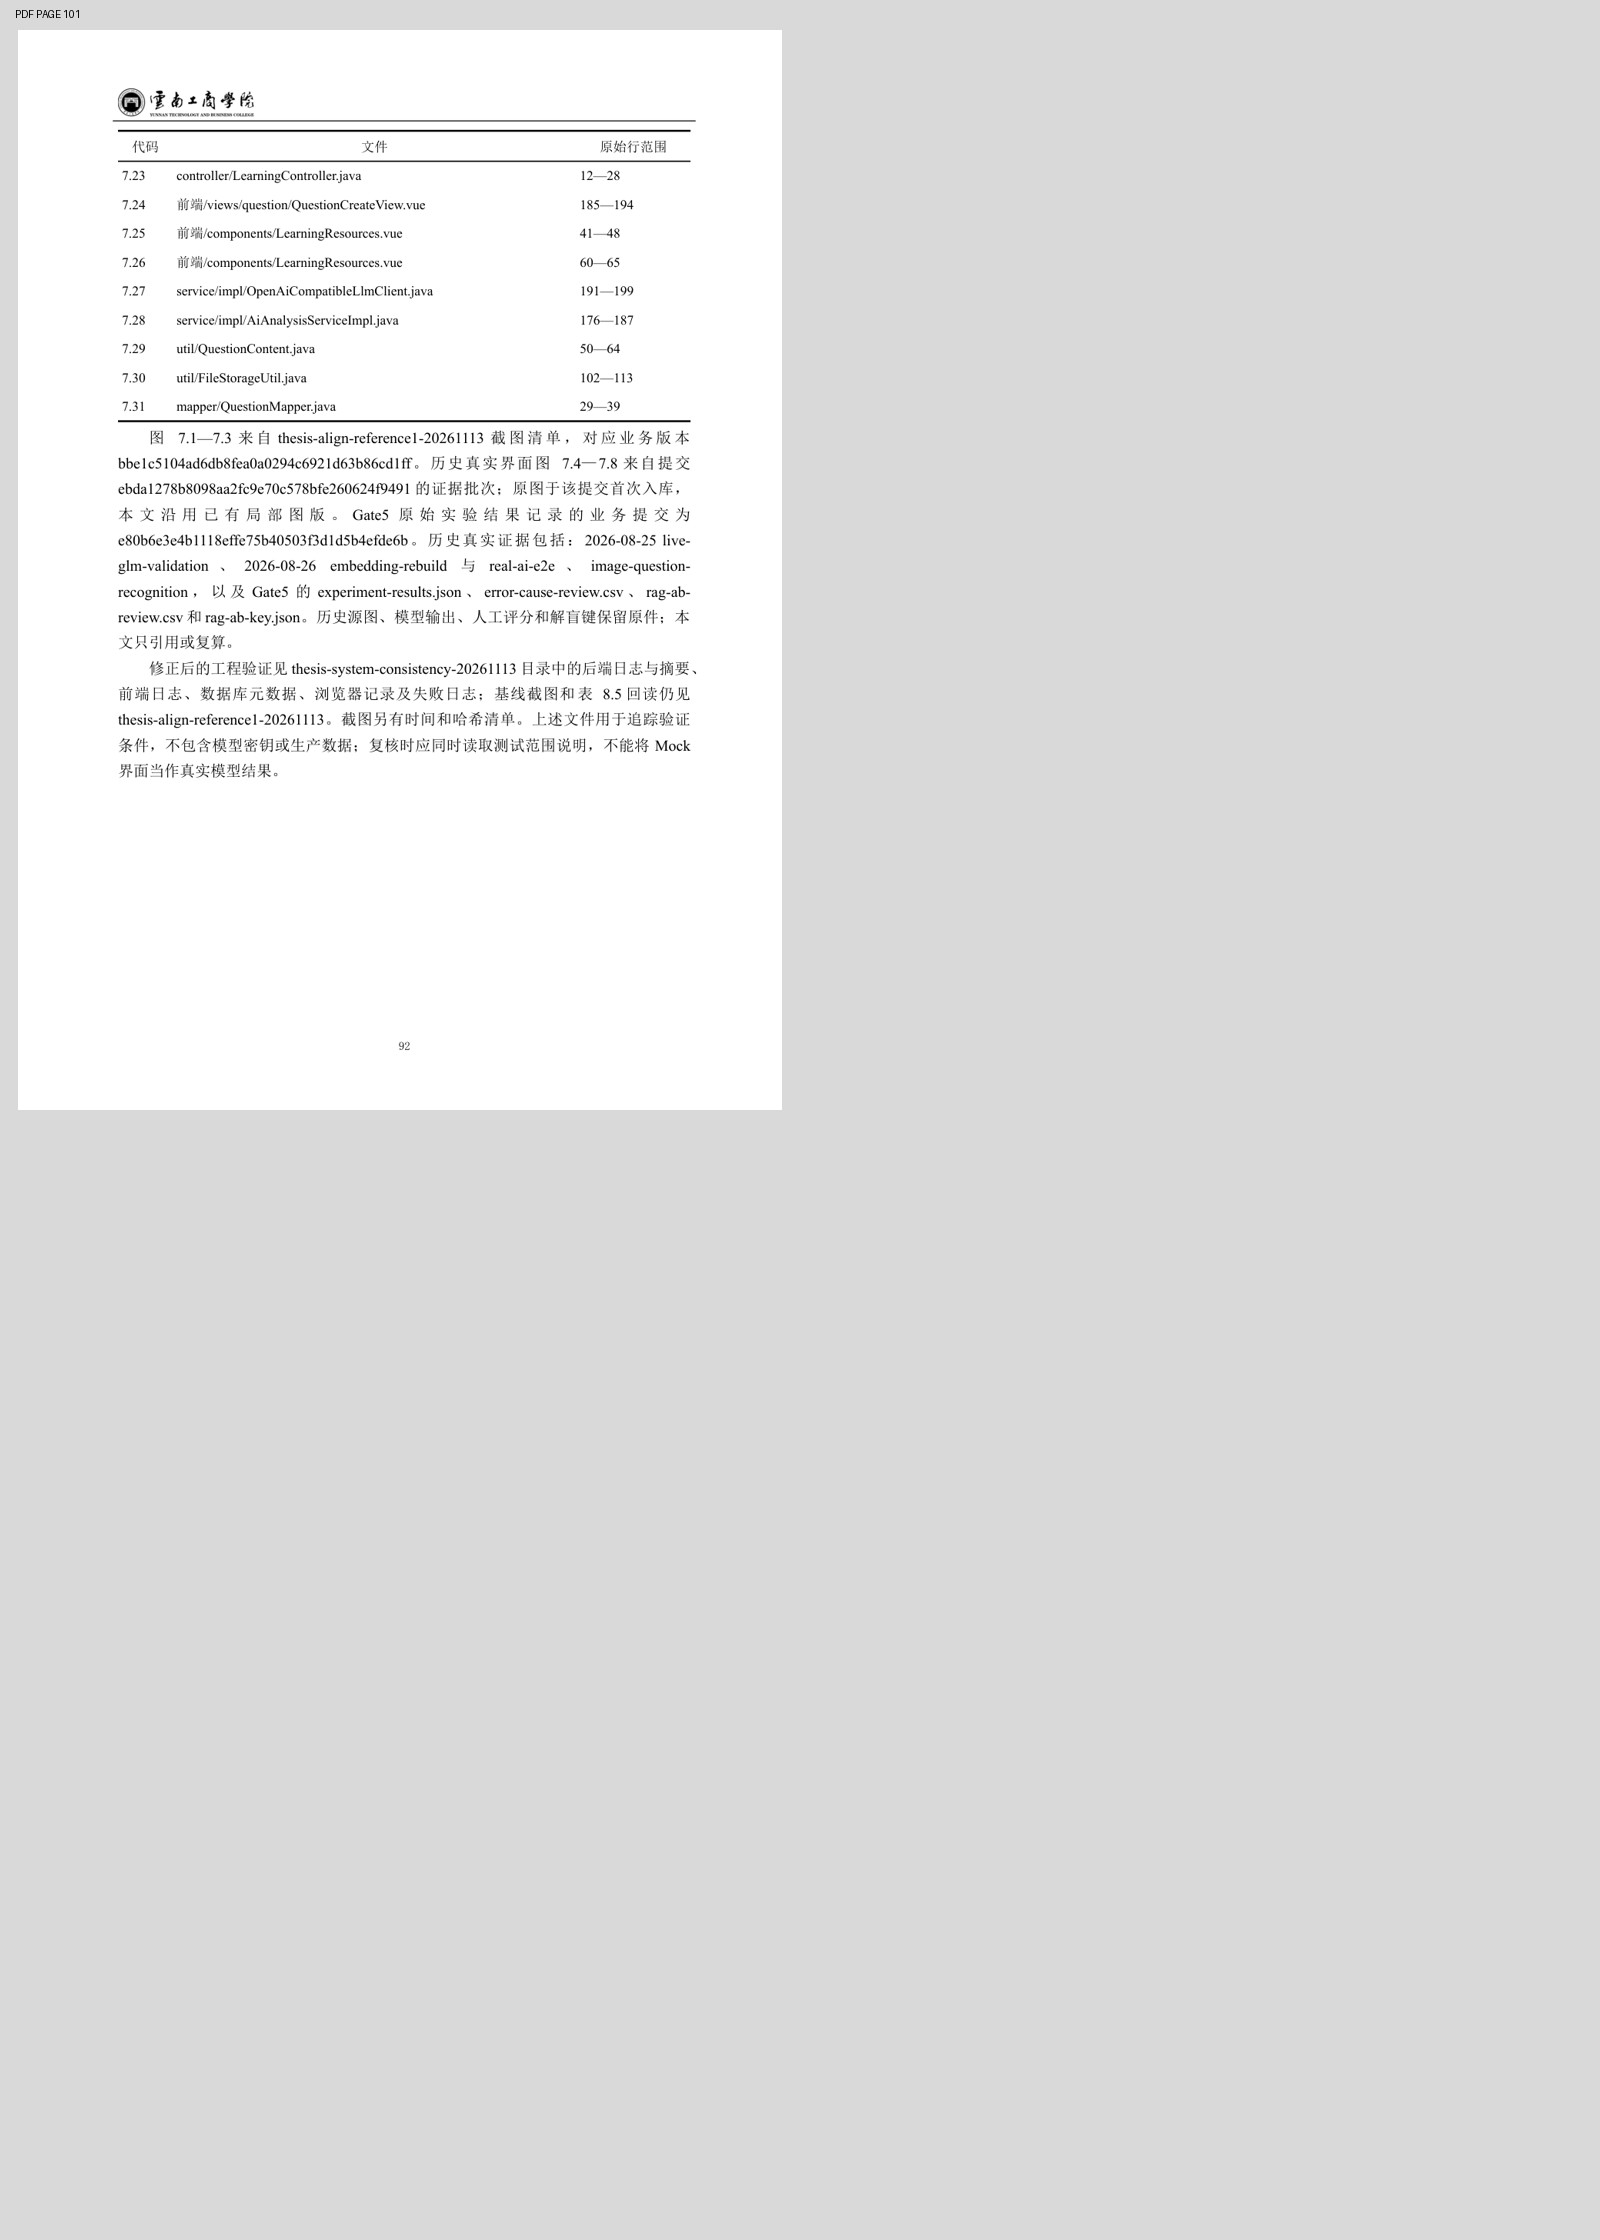 PDF PAGE 101
雲南工商學院
YUNNAN TECHNOLOGY AND BUSINESS COLLEGE
代码 文件 原始行范围
7.23 controller/LearningController.java 12—28
7.24 前端/views/question/QuestionCreateView.vue 185—194
7.25 前端/components/LearningResources.vue 41—48
7.26 前端/components/LearningResources.vue 60—65
7.27 service/impl/OpenAiCompatibleLlmClient.java 191—199
7.28 service/impl/AiAnalysisServiceImpl.java 176—187
7.29 util/QuestionContent.java 50—64
7.30 util/FileStorageUtil.java 102—113
7.31 mapper/QuestionMapper.java 29—39
图 7.1—7.3 来自 thesis-align-reference1-20261113 截图清单，对应业务版本
bbe1c5104ad6db8fea0a0294c6921d63b86cd1ff。历史真实界面图 7.4—7.8 来自提交
ebda1278b8098aa2fc9e70c578bfe260624f9491 的证据批次；原图于该提交首次入库，
本文沿用已有局部图版。Gate5 原始实验结果记录的业务提交为
e80b6e3e4b1118effe75b40503f3d1d5b4efde6b。历史真实证据包括：2026-08-25 live-
glm-validation 、 2026-08-26 embedding-rebuild 与 real-ai-e2e 、 image-question-
recognition，以及 Gate5 的 experiment-results.json、error-cause-review.csv、rag-ab-
review.csv 和 rag-ab-key.json。历史源图、模型输出、人工评分和解盲键保留原件；本
文只引用或复算。
修正后的工程验证见 thesis-system-consistency-20261113 目录中的后端日志与摘要、
前端日志、数据库元数据、浏览器记录及失败日志；基线截图和表 8.5 回读仍见
thesis-align-reference1-20261113。截图另有时间和哈希清单。上述文件用于追踪验证
条件，不包含模型密钥或生产数据；复核时应同时读取测试范围说明，不能将 Mock
界面当作真实模型结果。
92